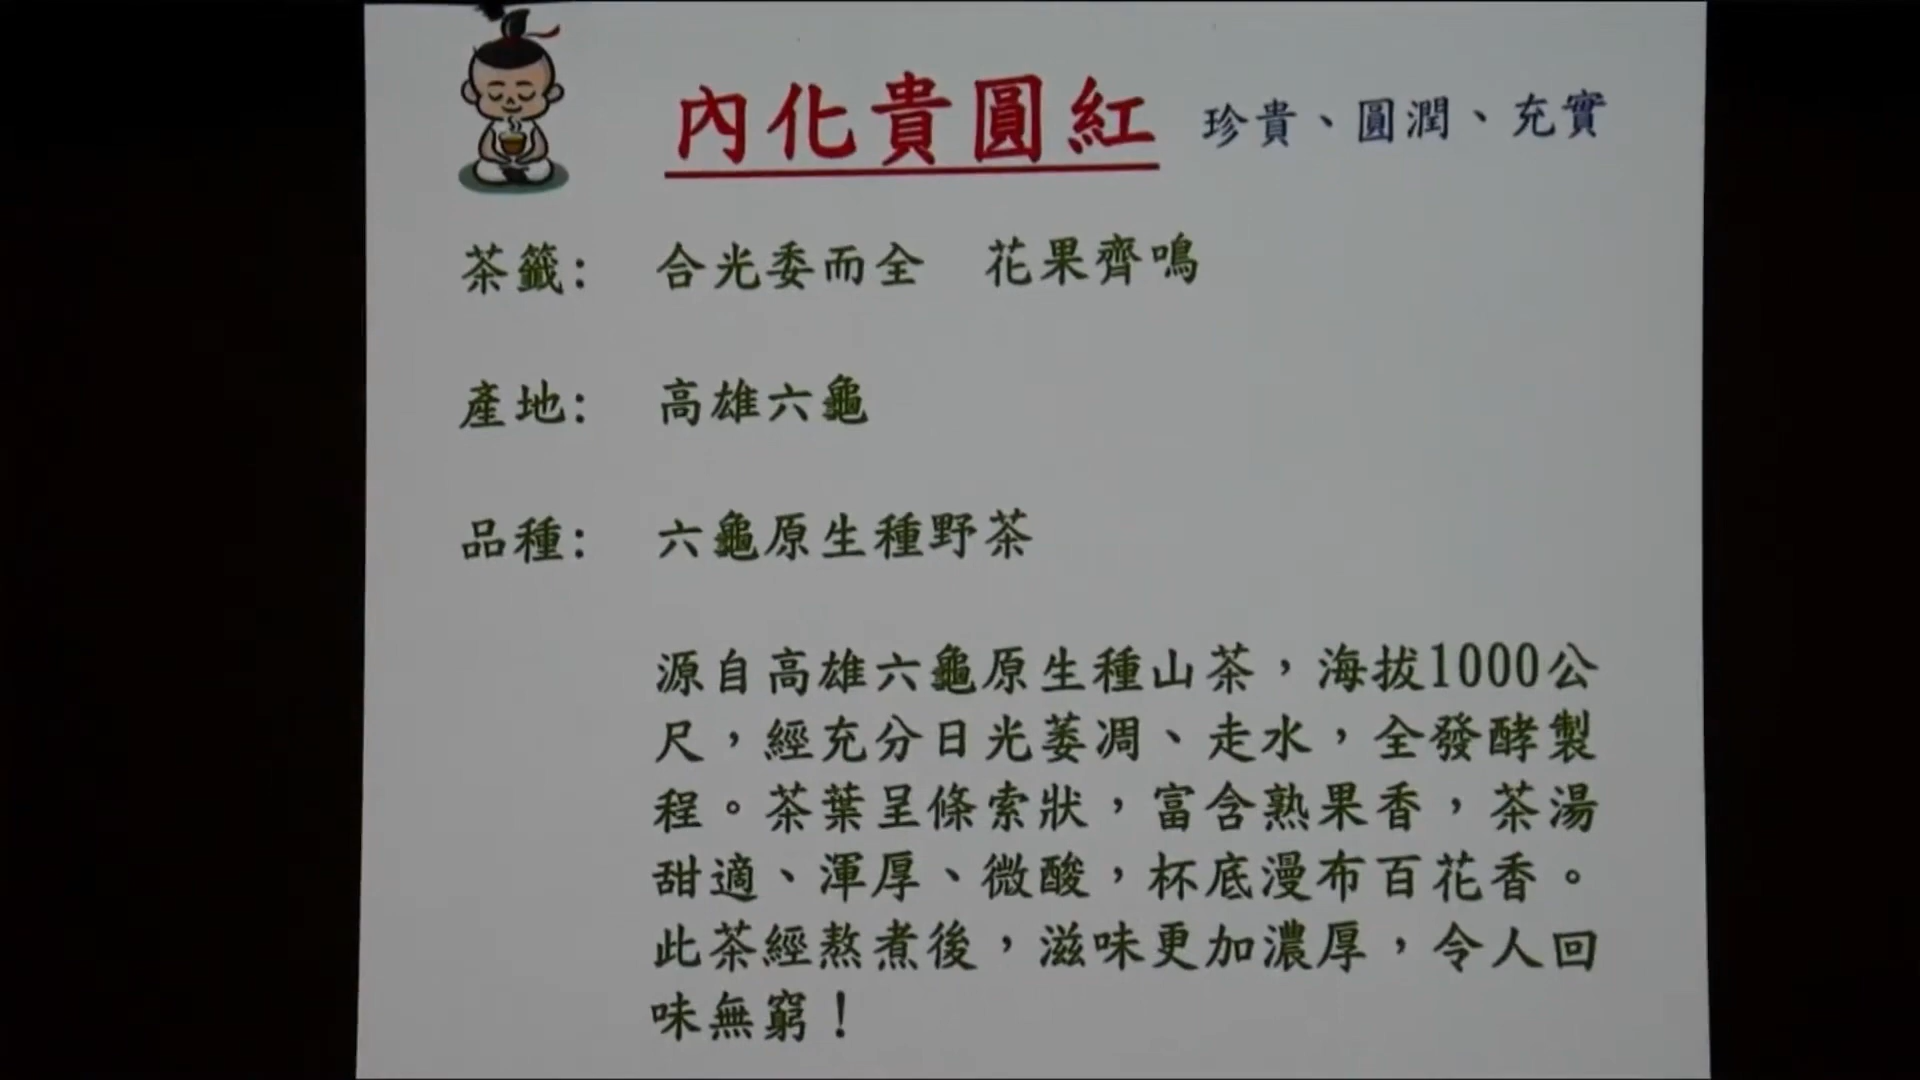 內化貴圓紅 珍貴、圓潤、充實
茶籤: 合光委而全 花果齊鳴
產地: 高雄六龜
品種: 六龜原生種野茶
源自高雄六龜原生種山茶，海拔1000公
尺，經充分日光萎凋、走水，全發酵製
程。茶葉呈條索狀，富含熟果香，茶湯
甜適、渾厚、微酸，杯底漫布百花香。
此茶經熬煮後，滋味更加濃厚，令人回
味無窮！